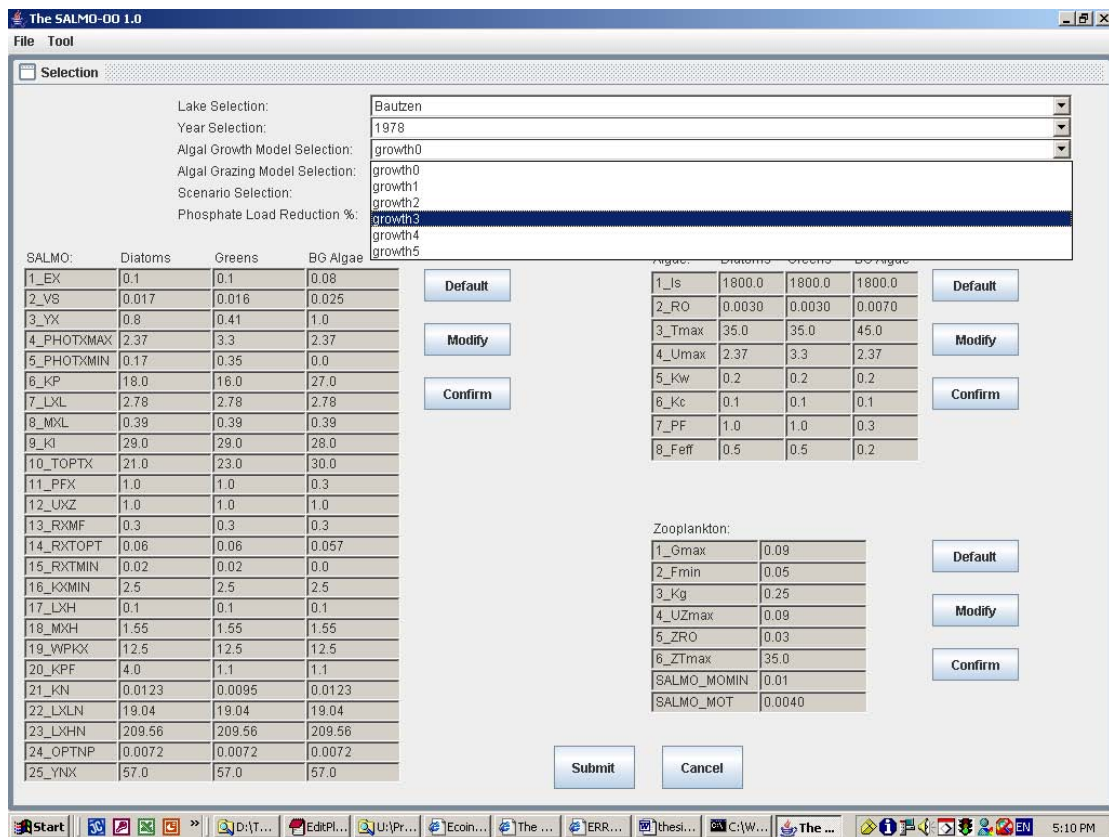 The SALMO-OO 1.0
File Tool
Selection
Lake Selection: Bautzen
Year Selection: 1978
Algal Growth Model Selection: growth0
Algal Grazing Model Selection: growth0
growth1
Scenario Selection: growth2
Phosphate Load Reduction %: growth3
growth4
growth5
SALMO: Diatoms Greens BG Algae
1_EX 0.1 0.1 0.08
2_VS 0.017 0.016 0.025
3_YX 0.8 0.41 1.0
4_PHOTXMAX 2.37 3.3 2.37
5_PHOTXMIN 0.17 0.35 0.0
6_KP 18.0 16.0 27.0
7_LXL 2.78 2.78 2.78
8_MXL 0.39 0.39 0.39
9_KI 29.0 29.0 28.0
10_TOPTX 21.0 23.0 30.0
11_PFX 1.0 1.0 0.3
12_UXZ 1.0 1.0 1.0
13_RXMF 0.3 0.3 0.3
14_RXTOPT 0.06 0.06 0.057
15_RXTMIN 0.02 0.02 0.0
16_KXMIN 2.5 2.5 2.5
17_LXH 0.1 0.1 0.1
18_MXH 1.55 1.55 1.55
19_WPKX 12.5 12.5 12.5
20_KPF 4.0 1.1 1.1
21_KN 0.0123 0.0095 0.0123
22_LXLN 19.04 19.04 19.04
23_LXHN 209.56 209.56 209.56
24_OPTNP 0.0072 0.0072 0.0072
25_YNX 57.0 57.0 57.0
Default
Modify
Confirm
Algae: Diatoms Greens BG Algae
1_Is 1800.0 1800.0 1800.0
2_RO 0.0030 0.0030 0.0070
3_Tmax 35.0 35.0 45.0
4_Umax 2.37 3.3 2.37
5_Kw 0.2 0.2 0.2
6_Kc 0.1 0.1 0.1
7_PF 1.0 1.0 0.3
8_Feff 0.5 0.5 0.2
Default
Modify
Confirm
Zooplankton:
1_Gmax 0.09
2_Fmin 0.05
3_Kg 0.25
4_UZmax 0.09
5_ZRO 0.03
6_ZTmax 35.0
SALMO_MOMIN 0.01
SALMO_MOT 0.0040
Default
Modify
Confirm
Submit Cancel
Start D:\T... EditPl... U:\Pr... Ecoin... The ... ERR... thesi... C:\W... The ... EN 5:10 PM